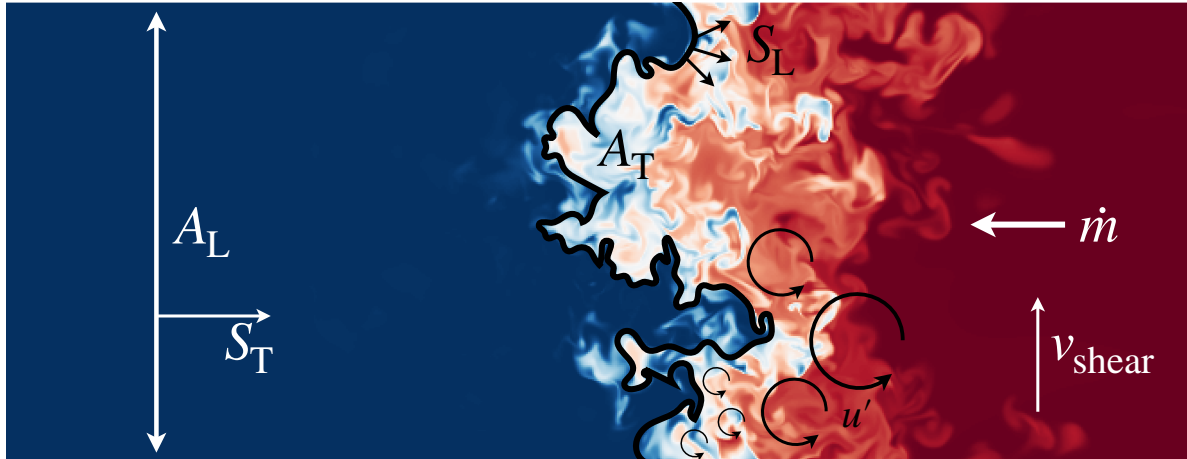 S_L
A_T
A_L
ṁ
S_T
v_shear
u′